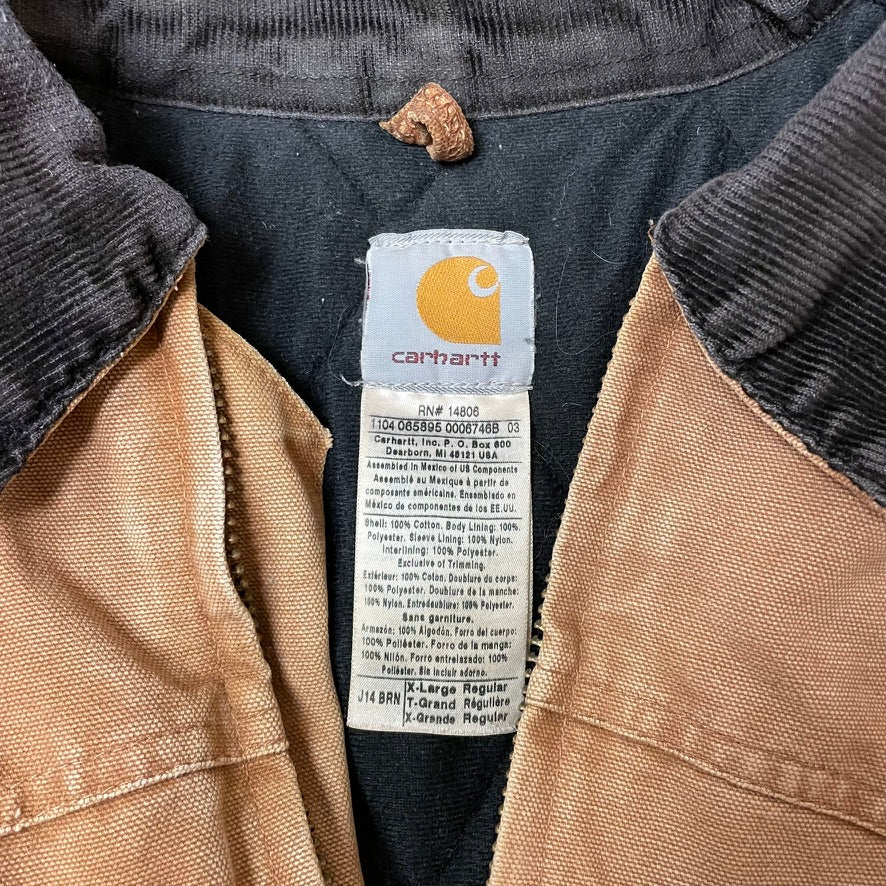 carhartt
RN# 14806
1104 065895 0006746B 03
Carhartt, Inc. P. O. Box 600
Dearborn, MI 48121 USA
Assembled In Mexico of US Components
Assemblé au Mexique à partir de
composants américains. Ensamblado en
México de componentes de los EE.UU.
Shell: 100% Cotton. Body Lining: 100%
Polyester. Sleeve Lining: 100% Nylon.
Interlining: 100% Polyester.
Exclusive of Trimming.
Extérieur: 100% Coton. Doublure du corps:
100% Polyester. Doublure de la manche:
100% Nylon. Entredoublure: 100% Polyester.
Sans garniture.
Armazón: 100% Algodón. Forro del cuerpo:
100% Poliéster. Forro de la manga:
100% Nilón. Forro entrelazado: 100%
Poliéster. Sin incluir adorno.
J14 BRN
X-Large Regular
T-Grand Régulière
X-Grande Regular